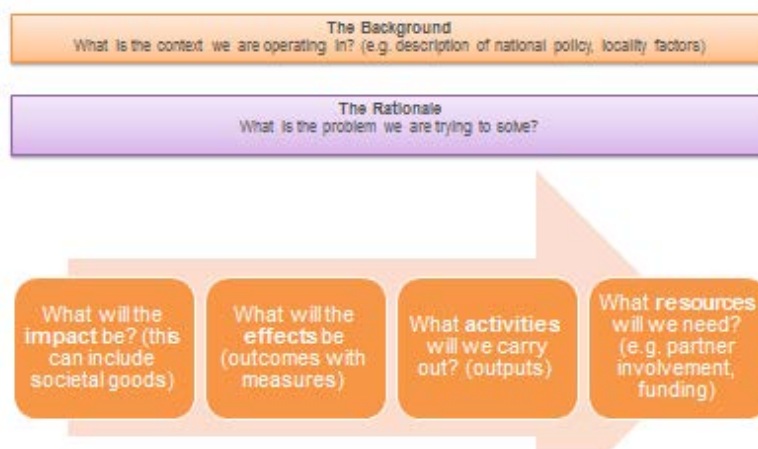 The Background
What is the context we are operating in? (e.g. description of national policy, locality factors)
The Rationale
What is the problem we are trying to solve?
What will the
impact be? (this
can include
societal goods)
What will the
effects be
(outcomes with
measures)
What activities
will we carry
out? (outputs)
What resources
will we need?
(e.g. partner
involvement,
funding)